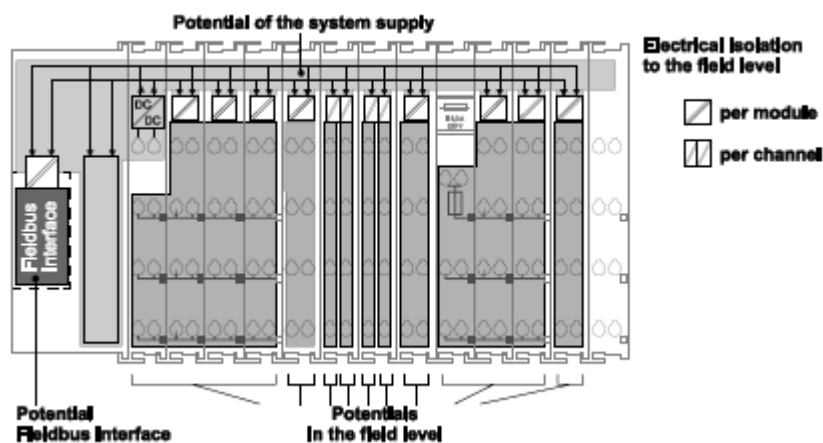 Potential of the system supply
Electrical isolation
to the field level
per module
per channel
DC
DC
Fieldbus
Interface
Potential
Fieldbus Interface
Potentials
in the field level